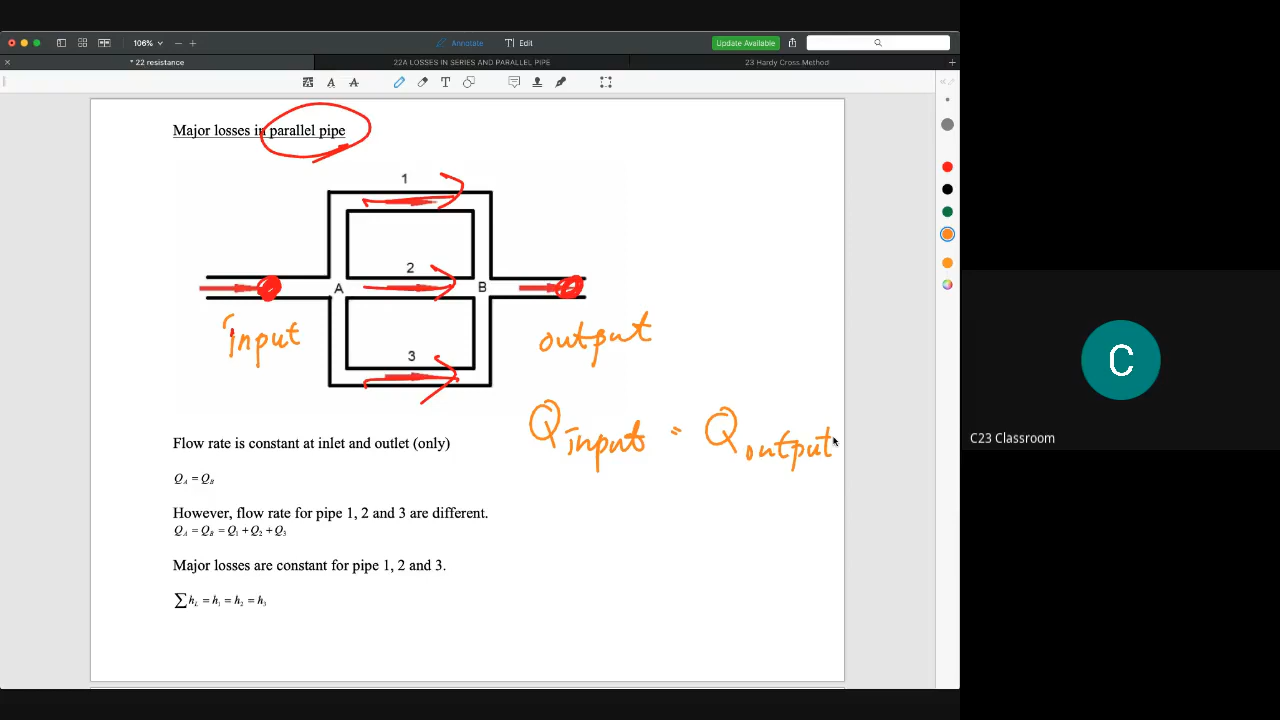 106%
Annotate
Edit
Update Available
* 22 resistance
22A LOSSES IN SERIES AND PARALLEL PIPE
23 Hardy Cross Method
Major losses in parallel pipe
1
2
A
B
input
output
3
Q input = Q output
Flow rate is constant at inlet and outlet (only)
Q_A = Q_B
However, flow rate for pipe 1, 2 and 3 are different.
Q_A = Q_B = Q_1 + Q_2 + Q_3
Major losses are constant for pipe 1, 2 and 3.
∑ h_L = h_1 = h_2 = h_3
C
C23 Classroom